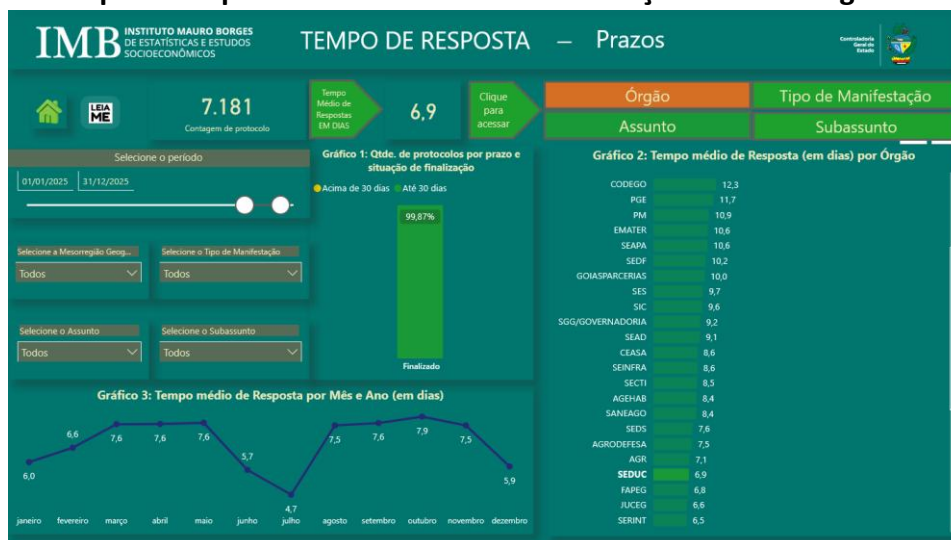 IMB INSTITUTO MAURO BORGES
DE ESTATÍSTICAS E ESTUDOS
SOCIOECONÔMICOS
TEMPO DE RESPOSTA – Prazos
Controladoria
Geral do
Estado
LEIA
ME
7.181
Contagem de protocolo
Tempo
Médio de
Respostas
EM DIAS
6,9
Clique
para
acessar
Órgão
Tipo de Manifestação
Assunto
Subassunto
Selecione o período
01/01/2025 31/12/2025
Selecione a Mesorregião Geog...
Todos
Selecione o Tipo de Manifestação
Todos
Selecione o Assunto
Todos
Selecione o Subassunto
Todos
Gráfico 1: Qtde. de protocolos por prazo e
situação de finalização
Acima de 30 dias Até 30 dias
99,87%
Finalizado
Gráfico 2: Tempo médio de Resposta (em dias) por Órgão
CODEGO 12,3
PGE 11,7
PM 10,9
EMATER 10,6
SEAPA 10,6
SEDF 10,2
GOIASPARCERIAS 10,0
SES 9,7
SIC 9,6
SGG/GOVERNADORIA 9,2
SEAD 9,1
CEASA 8,6
SEINFRA 8,6
SECTI 8,5
AGEHAB 8,4
SANEAGO 8,4
SEDS 7,6
AGRODEFESA 7,5
AGR 7,1
SEDUC 6,9
FAPEG 6,8
JUCEG 6,6
SERINT 6,5
Gráfico 3: Tempo médio de Resposta por Mês e Ano (em dias)
6,0 6,6 7,6 7,6 7,6 5,7 4,7 7,5 7,6 7,9 7,5 5,9
janeiro fevereiro março abril maio junho julho agosto setembro outubro novembro dezembro